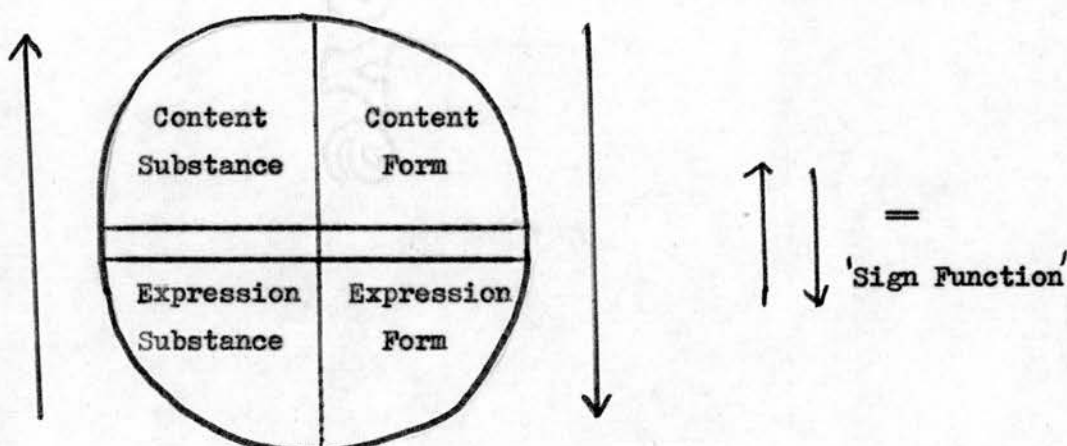 Content
Substance
Content
Form
Expression
Substance
Expression
Form
=
'Sign Function'